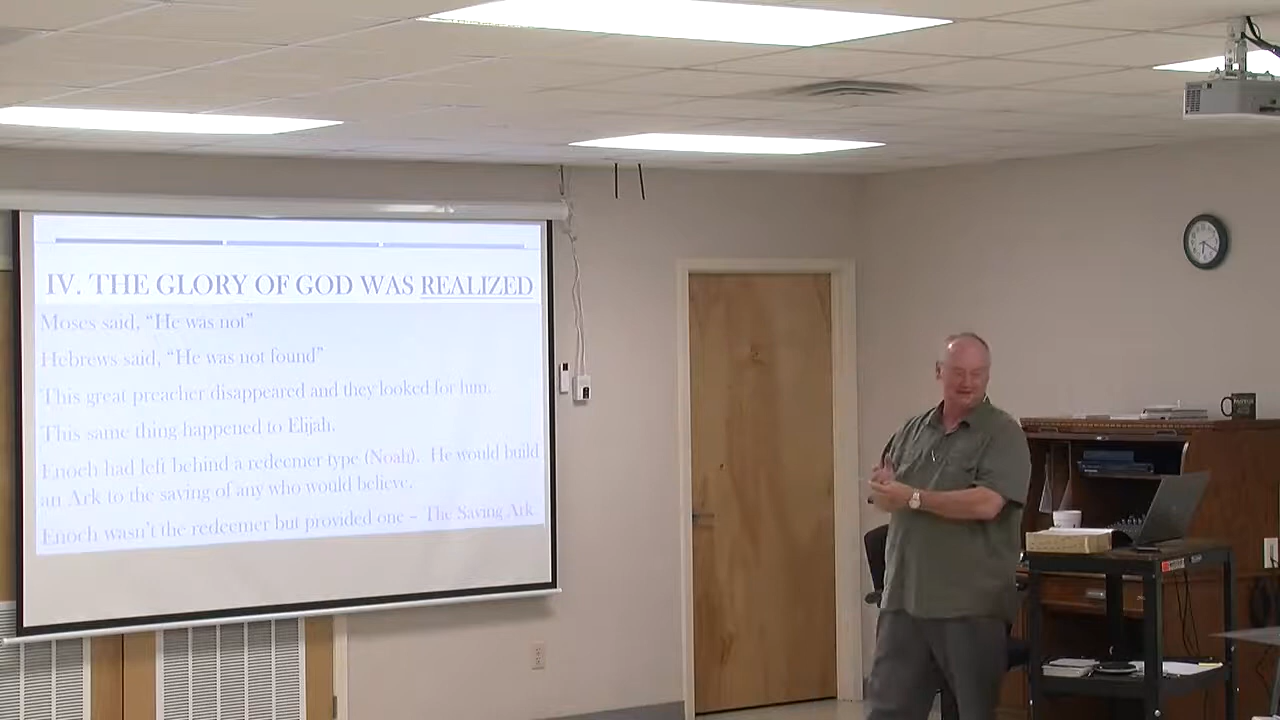 IV. THE GLORY OF GOD WAS REALIZED
Moses said, “He was not”
Hebrews said, “He was not found”
This great preacher disappeared and they looked for him.
This same thing happened to Elijah.
Enoch had left behind a redeemer type (Noah). He would build
an Ark to the saving of any who would believe.
Enoch wasn’t the redeemer but provided one – The Saving Ark